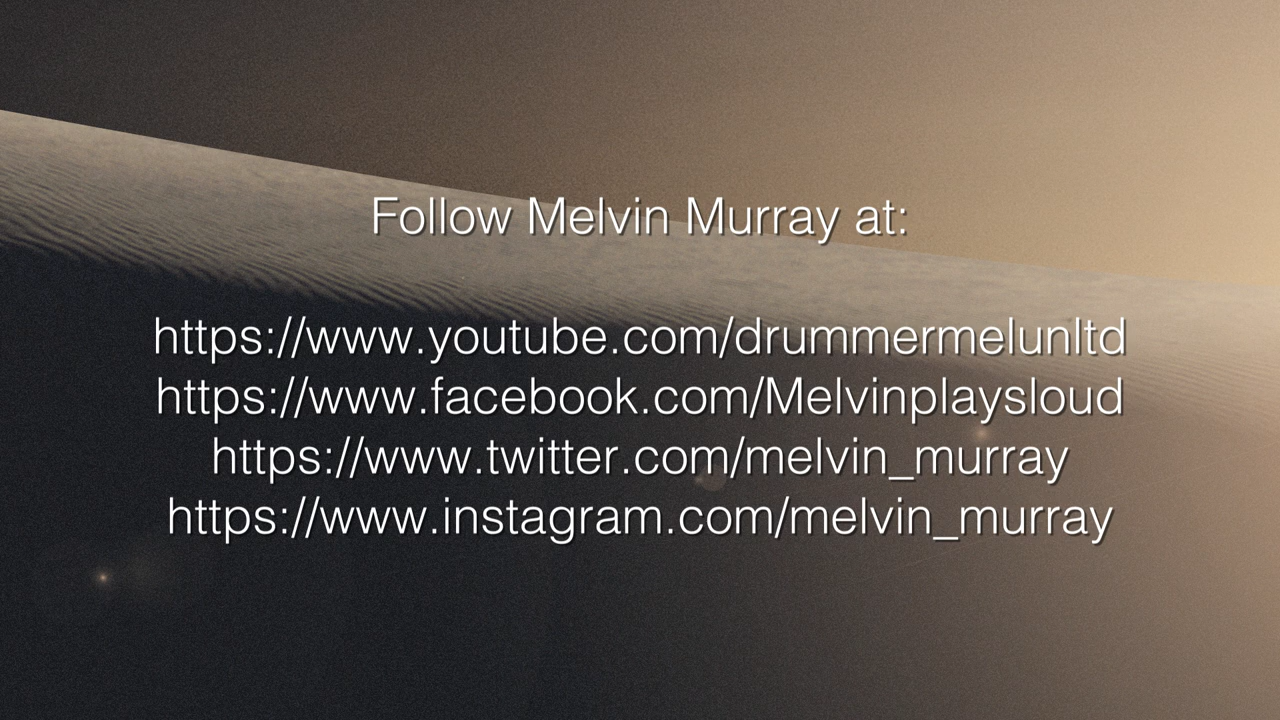 Follow Melvin Murray at:
https://www.youtube.com/drummermelunltd
https://www.facebook.com/Melvinplaysloud
https://www.twitter.com/melvin_murray
https://www.instagram.com/melvin_murray